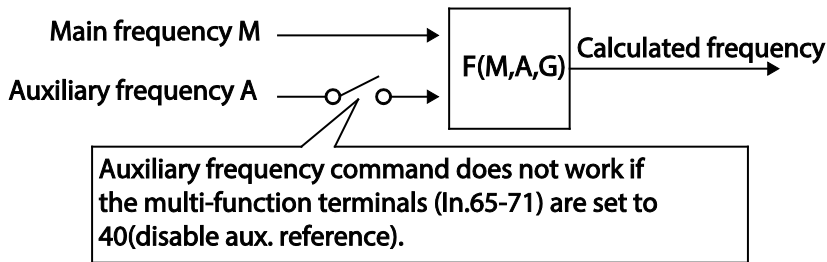 Main frequency M
Auxiliary frequency A
F(M,A,G)
Calculated frequency
Auxiliary frequency command does not work if
the multi-function terminals (In.65-71) are set to
40(disable aux. reference).